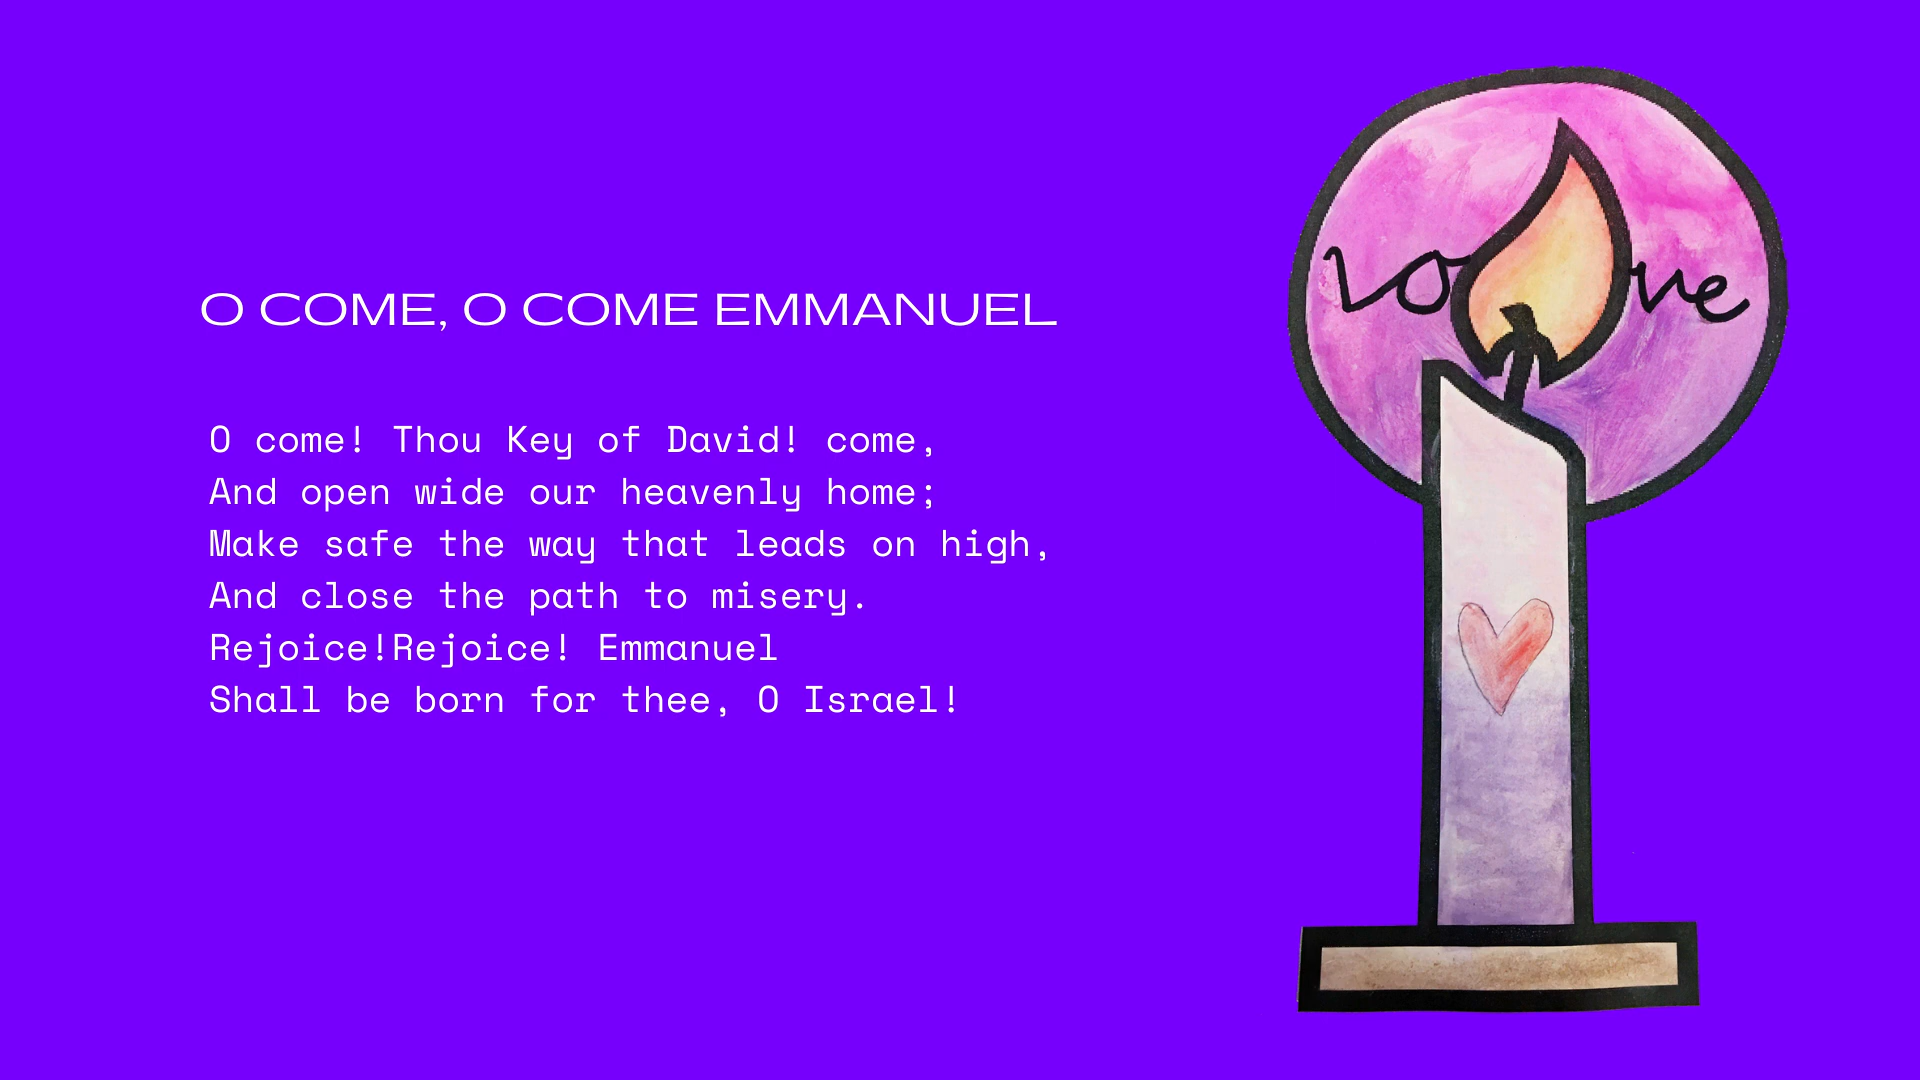 O COME, O COME EMMANUEL
O come! Thou Key of David! come,
And open wide our heavenly home;
Make safe the way that leads on high,
And close the path to misery.
Rejoice!Rejoice! Emmanuel
Shall be born for thee, O Israel!
love